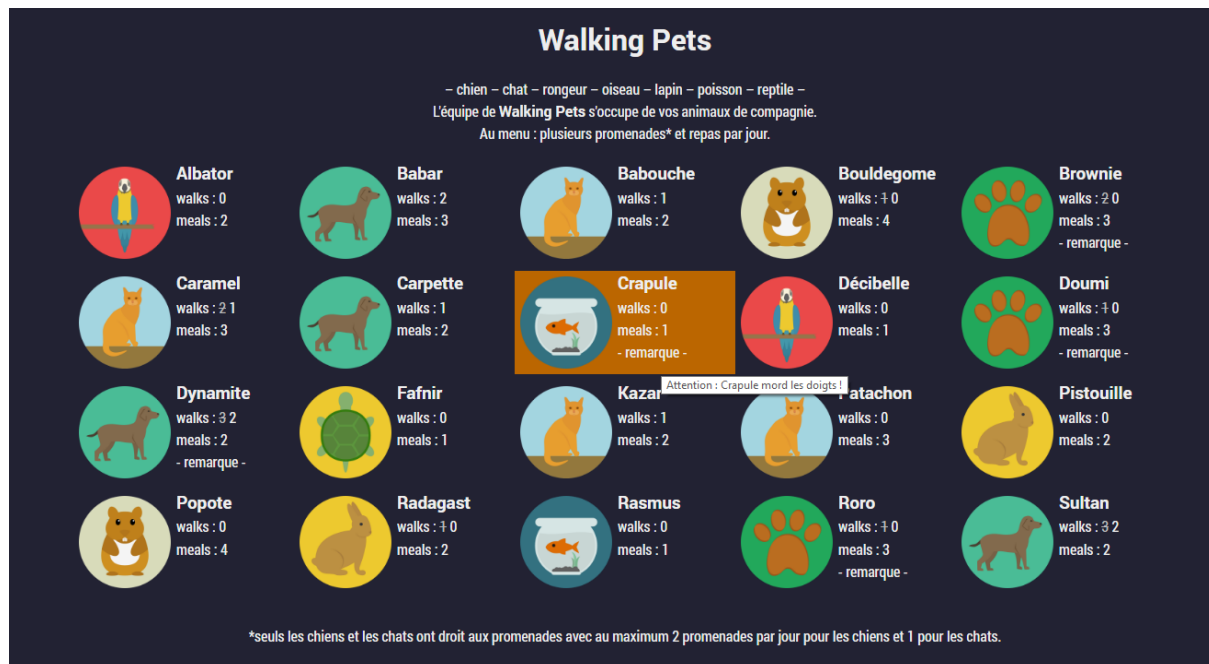 Walking Pets
– chien – chat – rongeur – oiseau – lapin – poisson – reptile –
L'équipe de Walking Pets s'occupe de vos animaux de compagnie.
Au menu : plusieurs promenades* et repas par jour.
Albator
walks : 0
meals : 2
Babar
walks : 2
meals : 3
Babouche
walks : 1
meals : 2
Bouldegome
walks : 1 0
meals : 4
Brownie
walks : 2 0
meals : 3
- remarque -
Caramel
walks : 2 1
meals : 3
Carpette
walks : 1
meals : 2
Crapule
walks : 0
meals : 1
- remarque -
Décibelle
walks : 0
meals : 1
Doumi
walks : 1 0
meals : 3
- remarque -
Attention : Crapule mord les doigts !
Dynamite
walks : 3 2
meals : 2
- remarque -
Fafnir
walks : 0
meals : 1
walks : 1
meals : 2
Patachon
walks : 0
meals : 3
Pistouille
walks : 0
meals : 2
Popote
walks : 0
meals : 4
Radagast
walks : 1 0
meals : 2
Rasmus
walks : 0
meals : 1
Roro
walks : 1 0
meals : 3
- remarque -
Sultan
walks : 3 2
meals : 2
*seuls les chiens et les chats ont droit aux promenades avec au maximum 2 promenades par jour pour les chiens et 1 pour les chats.